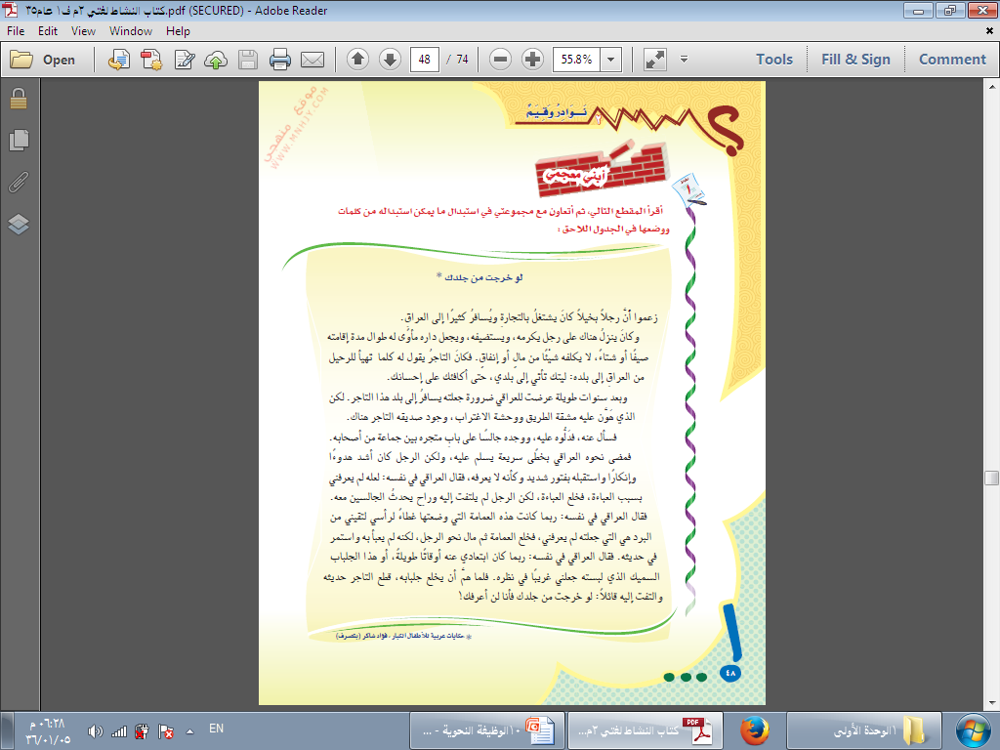 كتاب النشاط لغتي ٢م ف١ عام٣٥.pdf (SECURED) - Adobe Reader
File Edit View Window Help
Open
48 / 74
55.8%
Tools
Fill & Sign
Comment
موقع منهجي
WWW.MNHJY.COM
نَوَادِرُ وَقِيَمٌ
أبني معجمي
أقرأ المقطع التالي، ثم أتعاون مع مجموعتي في استبدال ما يمكن استبداله من كلمات
ووضعها في الجدول اللاحق :
لو خرجت من جلدك *
زعموا أنَّ رجلاً بخيلاً كانَ يشتغلُ بالتجارةِ ويُسافرُ كثيرًا إلى العراقِ.
وكانَ ينزلُ هناك على رجل يكرمه، ويستضيفه، ويجعل داره مأوًى له طوال مدة إقامته
صيفًا أو شتاءً، لا يكلفه شيْئًا من مالٍ أو إنفاقٍ. فكانَ التاجرُ يقول له كلما تهيأ للرحيل
من العراقِ إلى بلده: ليتك تأتي إلى بلدي، حتى أكافئك على إحسانك.
وبعد سنوات طويلة عرضت للعراقي ضرورة جعلته يسافرُ إلى بلد هذا التاجر. لكن
الذي هَوَّن عليه مشقة الطريق ووحشة الاغتراب، وجود صديقه التاجر هناك.
فسأل عنه، فدَلُّوه عليه، ووجده جالسًا على بابِ متجره بين جماعة من أصحابه.
فمضى نحوه العراقي بخطًى سريعة يسلم عليه، ولكن الرجل كان أشد هدوءًا
وإنكارًا واستقبله بفتور شديد وكأنه لا يعرفه، فقال العراقي في نفسه: لعله لم يعرفني
بسبب العباءة، فخلع العباءة، لكن الرجل لم يلتفت إليه وراح يحدثُ الجالسين معه.
فقال العراقي في نفسه: ربما كانت هذه العمامة التي وضعتها غطاءً لرأسي لتقيني من
البرد هي التي جعلته لم يعرفني، فخلع العمامة ثم مال نحو الرجل، لكنه لم يعبأ به واستمر
في حديثه. فقال العراقي في نفسه: ربما كان ابتعادي عنه أوقاتًا طويلةً، أو هذا الجلباب
السميك الذي لبسته جعلني غريبًا في نظره. فلما همَّ أن يخلع جلبابه، قطع التاجر حديثه
والتفت إليه قائلاً: لو خرجت من جلدك فأنا لن أعرفك!
* حكايات عربية للأطفال الكبار ، فؤاد شاكر (بتصرف)
٤٨
٠٦:٢٨ م
٣٦/٠١/٠٥
EN
١٠الوظيفة النحوية - ...
كتاب النشاط لغتي ٢م...
١الوحدة الأولى